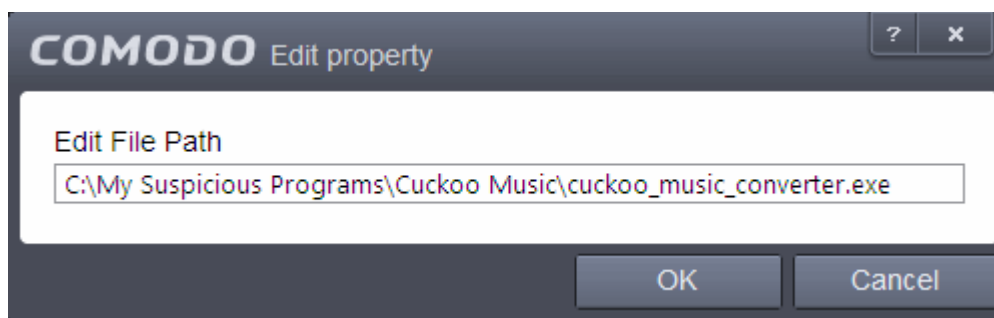 COMODO Edit property ? x
Edit File Path
C:\My Suspicious Programs\Cuckoo Music\cuckoo_music_converter.exe
OK Cancel